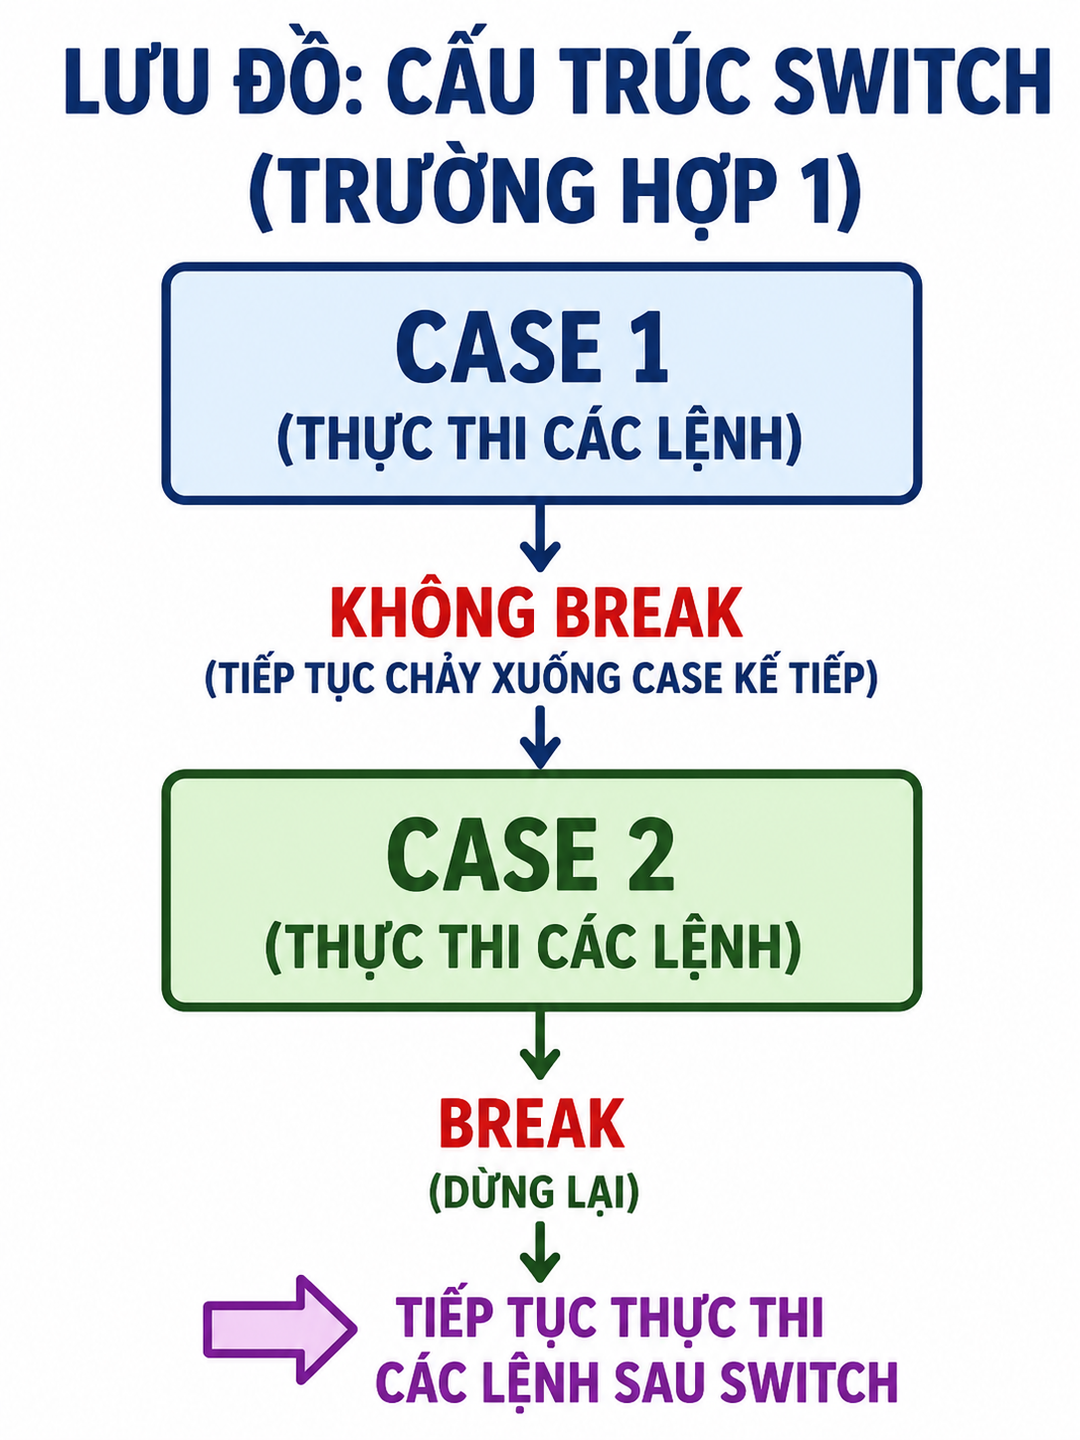 LƯU ĐỒ: CẤU TRÚC SWITCH
(TRƯỜNG HỢP 1)
CASE 1
(THỰC THI CÁC LỆNH)
KHÔNG BREAK
(TIẾP TỤC CHẢY XUỐNG CASE KẾ TIẾP)
CASE 2
(THỰC THI CÁC LỆNH)
BREAK
(DỪNG LẠI)
TIẾP TỤC THỰC THI
CÁC LỆNH SAU SWITCH